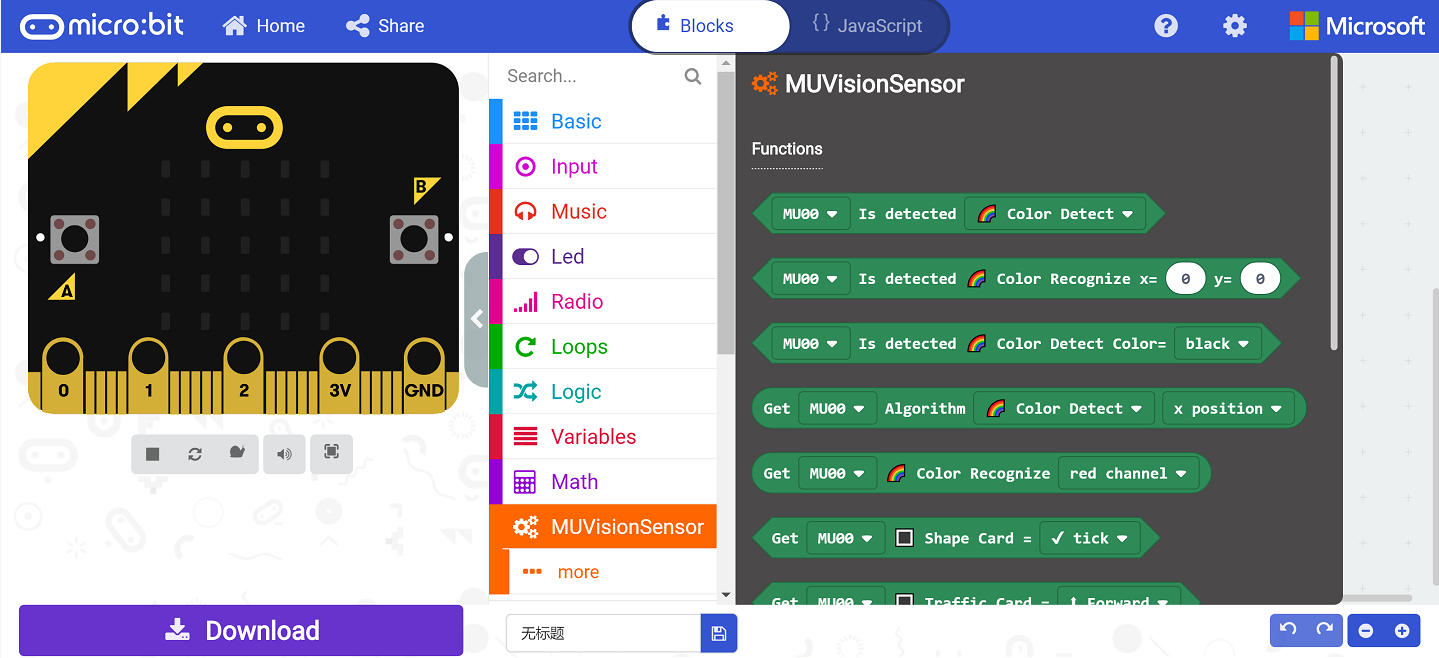 micro:bit Home Share Blocks {} JavaScript ? Microsoft
Search...
Basic
Input
Music
Led
Radio
Loops
Logic
Variables
Math
MUVisionSensor
more
MUVisionSensor
Functions
MU00 Is detected Color Detect
MU00 Is detected Color Recognize x= 0 y= 0
MU00 Is detected Color Detect Color= black
Get MU00 Algorithm Color Detect x position
Get MU00 Color Recognize red channel
Get MU00 Shape Card = ✓ tick
Get MU00 Traffic Card = ↑ Forward
B
A
0 1 2 3V GND
Download
无标题